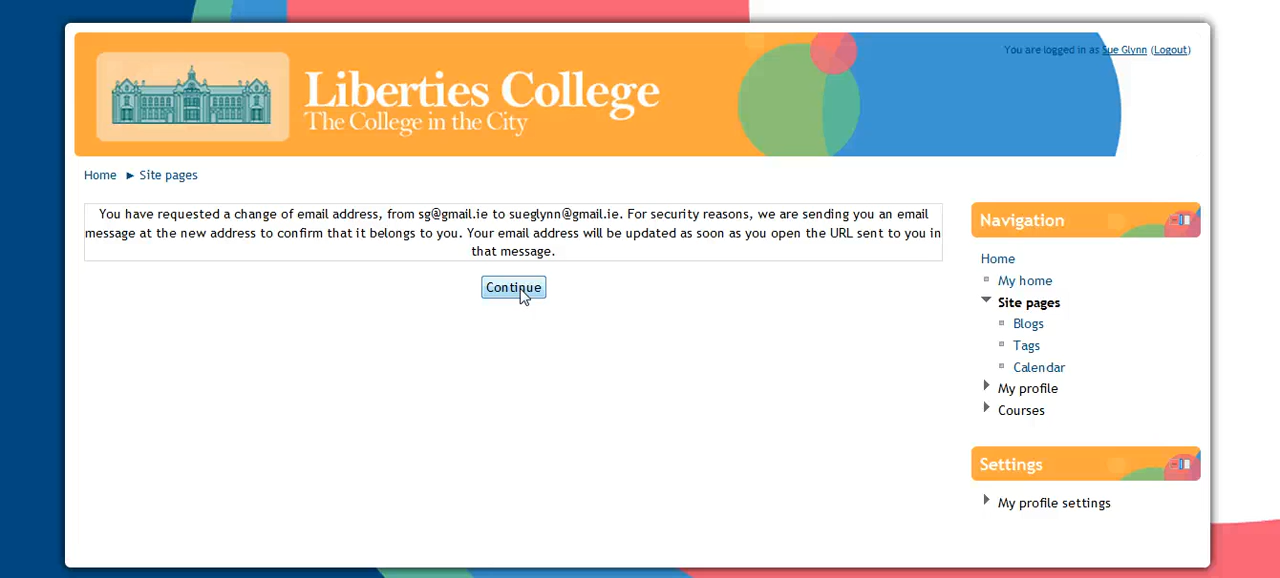 You are logged in as Sue Glynn (Logout)
Liberties College
The College in the City
Home ► Site pages
You have requested a change of email address, from sg@gmail.ie to sueglynn@gmail.ie. For security reasons, we are sending you an email
message at the new address to confirm that it belongs to you. Your email address will be updated as soon as you open the URL sent to you in
that message.
Continue
Navigation
Home
My home
Site pages
Blogs
Tags
Calendar
My profile
Courses
Settings
My profile settings